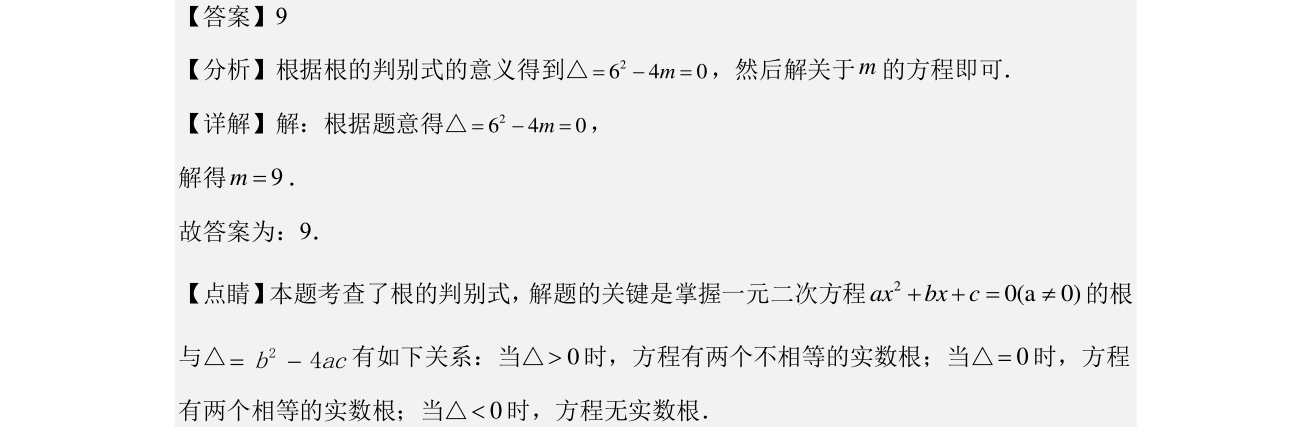 【答案】9
【分析】根据根的判别式的意义得到△=6²－4m=0，然后解关于m的方程即可．
【详解】解：根据题意得△=6²－4m=0，
解得m=9．
故答案为：9．
【点睛】本题考查了根的判别式，解题的关键是掌握一元二次方程ax²+bx+c=0(a≠0)的根
与△= b² － 4ac有如下关系：当△>0时，方程有两个不相等的实数根；当△=0时，方程
有两个相等的实数根；当△<0时，方程无实数根．